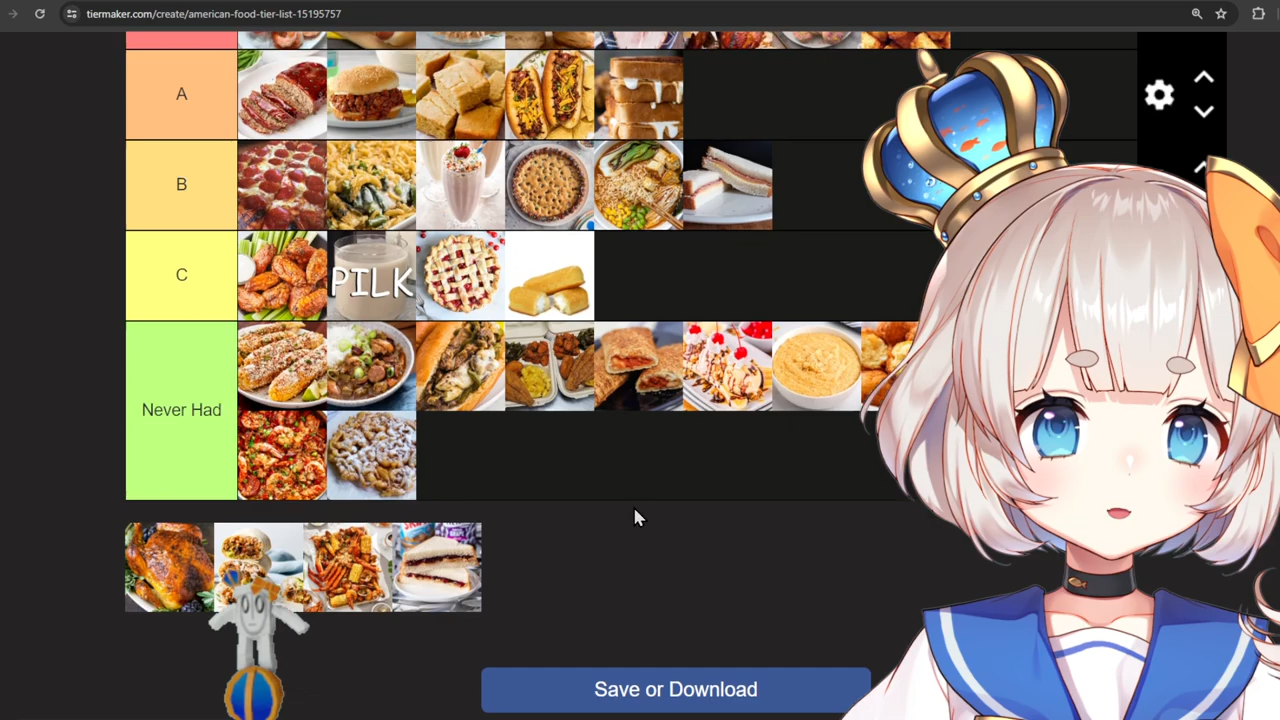 tiermaker.com/create/american-food-tier-list-15195757
A
B
C
PILK
Never Had
Save or Download